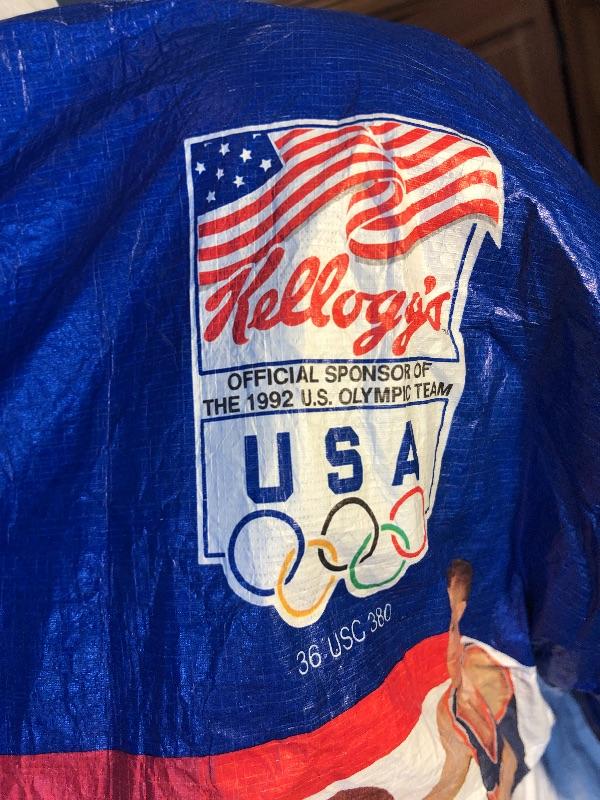 Kellogg's
OFFICIAL SPONSOR OF
THE 1992 U.S. OLYMPIC TEAM
USA
36 USC 380